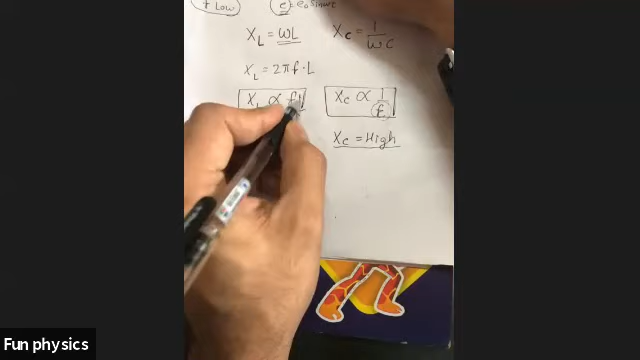 f Low e = e₀ sinωt
X_L = ωL X_C = 1/ωC
X_L = 2πf·L
X_L ∝ f X_C ∝ 1/f
X_C = High
Fun physics